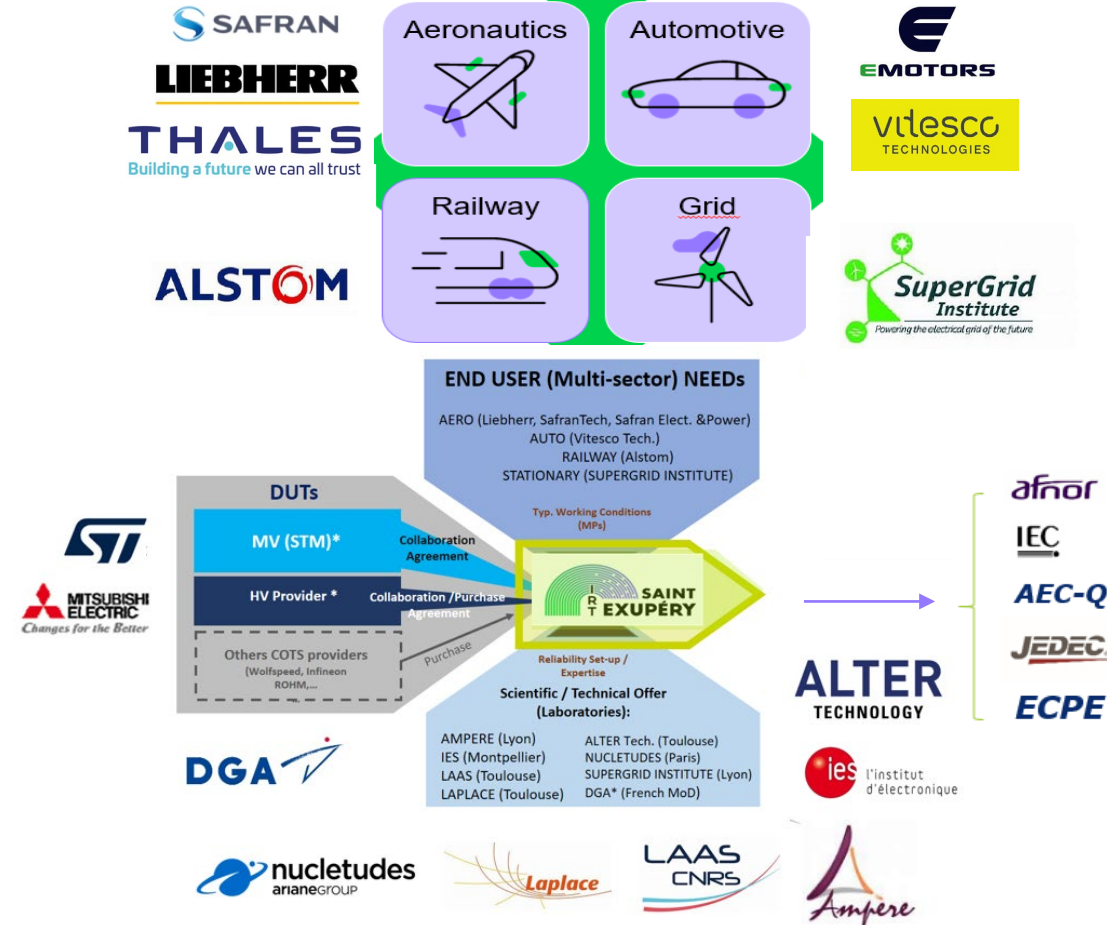 SAFRAN
LIEBHERR
THALES
Building a future we can all trust
Aeronautics
Automotive
EMOTORS
vitesco
TECHNOLOGIES
Railway
Grid
ALSTOM
SuperGrid
Institute
Powering the electrical grid of the future
END USER (Multi-sector) NEEDs
AERO (Liebherr, SafranTech, Safran Elect. &Power)
AUTO (Vitesco Tech.)
RAILWAY (Alstom)
STATIONARY (SUPERGRID INSTITUTE)
Typ. Working Conditions
(MPs)
DUTs
MV (STM)*
Collaboration
Agreement
HV Provider *
Collaboration /Purchase
Agreement
Others COTS providers
(Wolfspeed, Infineon
ROHM,...
Purchase
ST
MITSUBISHI
ELECTRIC
Changes for the Better
IRT
SAINT
EXUPÉRY
Reliability Set-up /
Expertise
Scientific / Technical Offer
(Laboratories):
AMPERE (Lyon)
IES (Montpellier)
LAAS (Toulouse)
LAPLACE (Toulouse)
ALTER Tech. (Toulouse)
NUCLETUDES (Paris)
SUPERGRID INSTITUTE (Lyon)
DGA* (French MoD)
afnor
IEC
AEC-Q
JEDEC
ECPE
ALTER
TECHNOLOGY
DGA
ies
l'institut
d'électronique
nucletudes
arianeGROUP
Laplace
LAAS
CNRS
Ampère